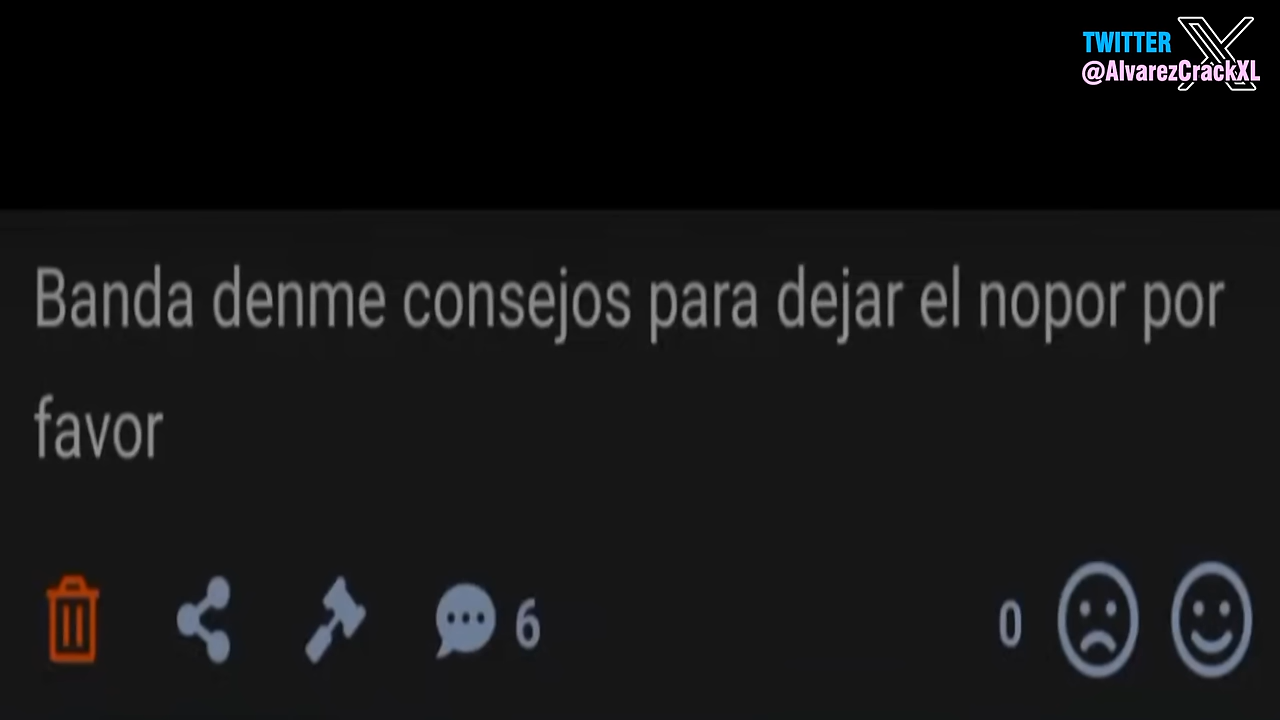 TWITTER
@AlvarezCrackXL
Banda denme consejos para dejar el nopor por
favor
6
0